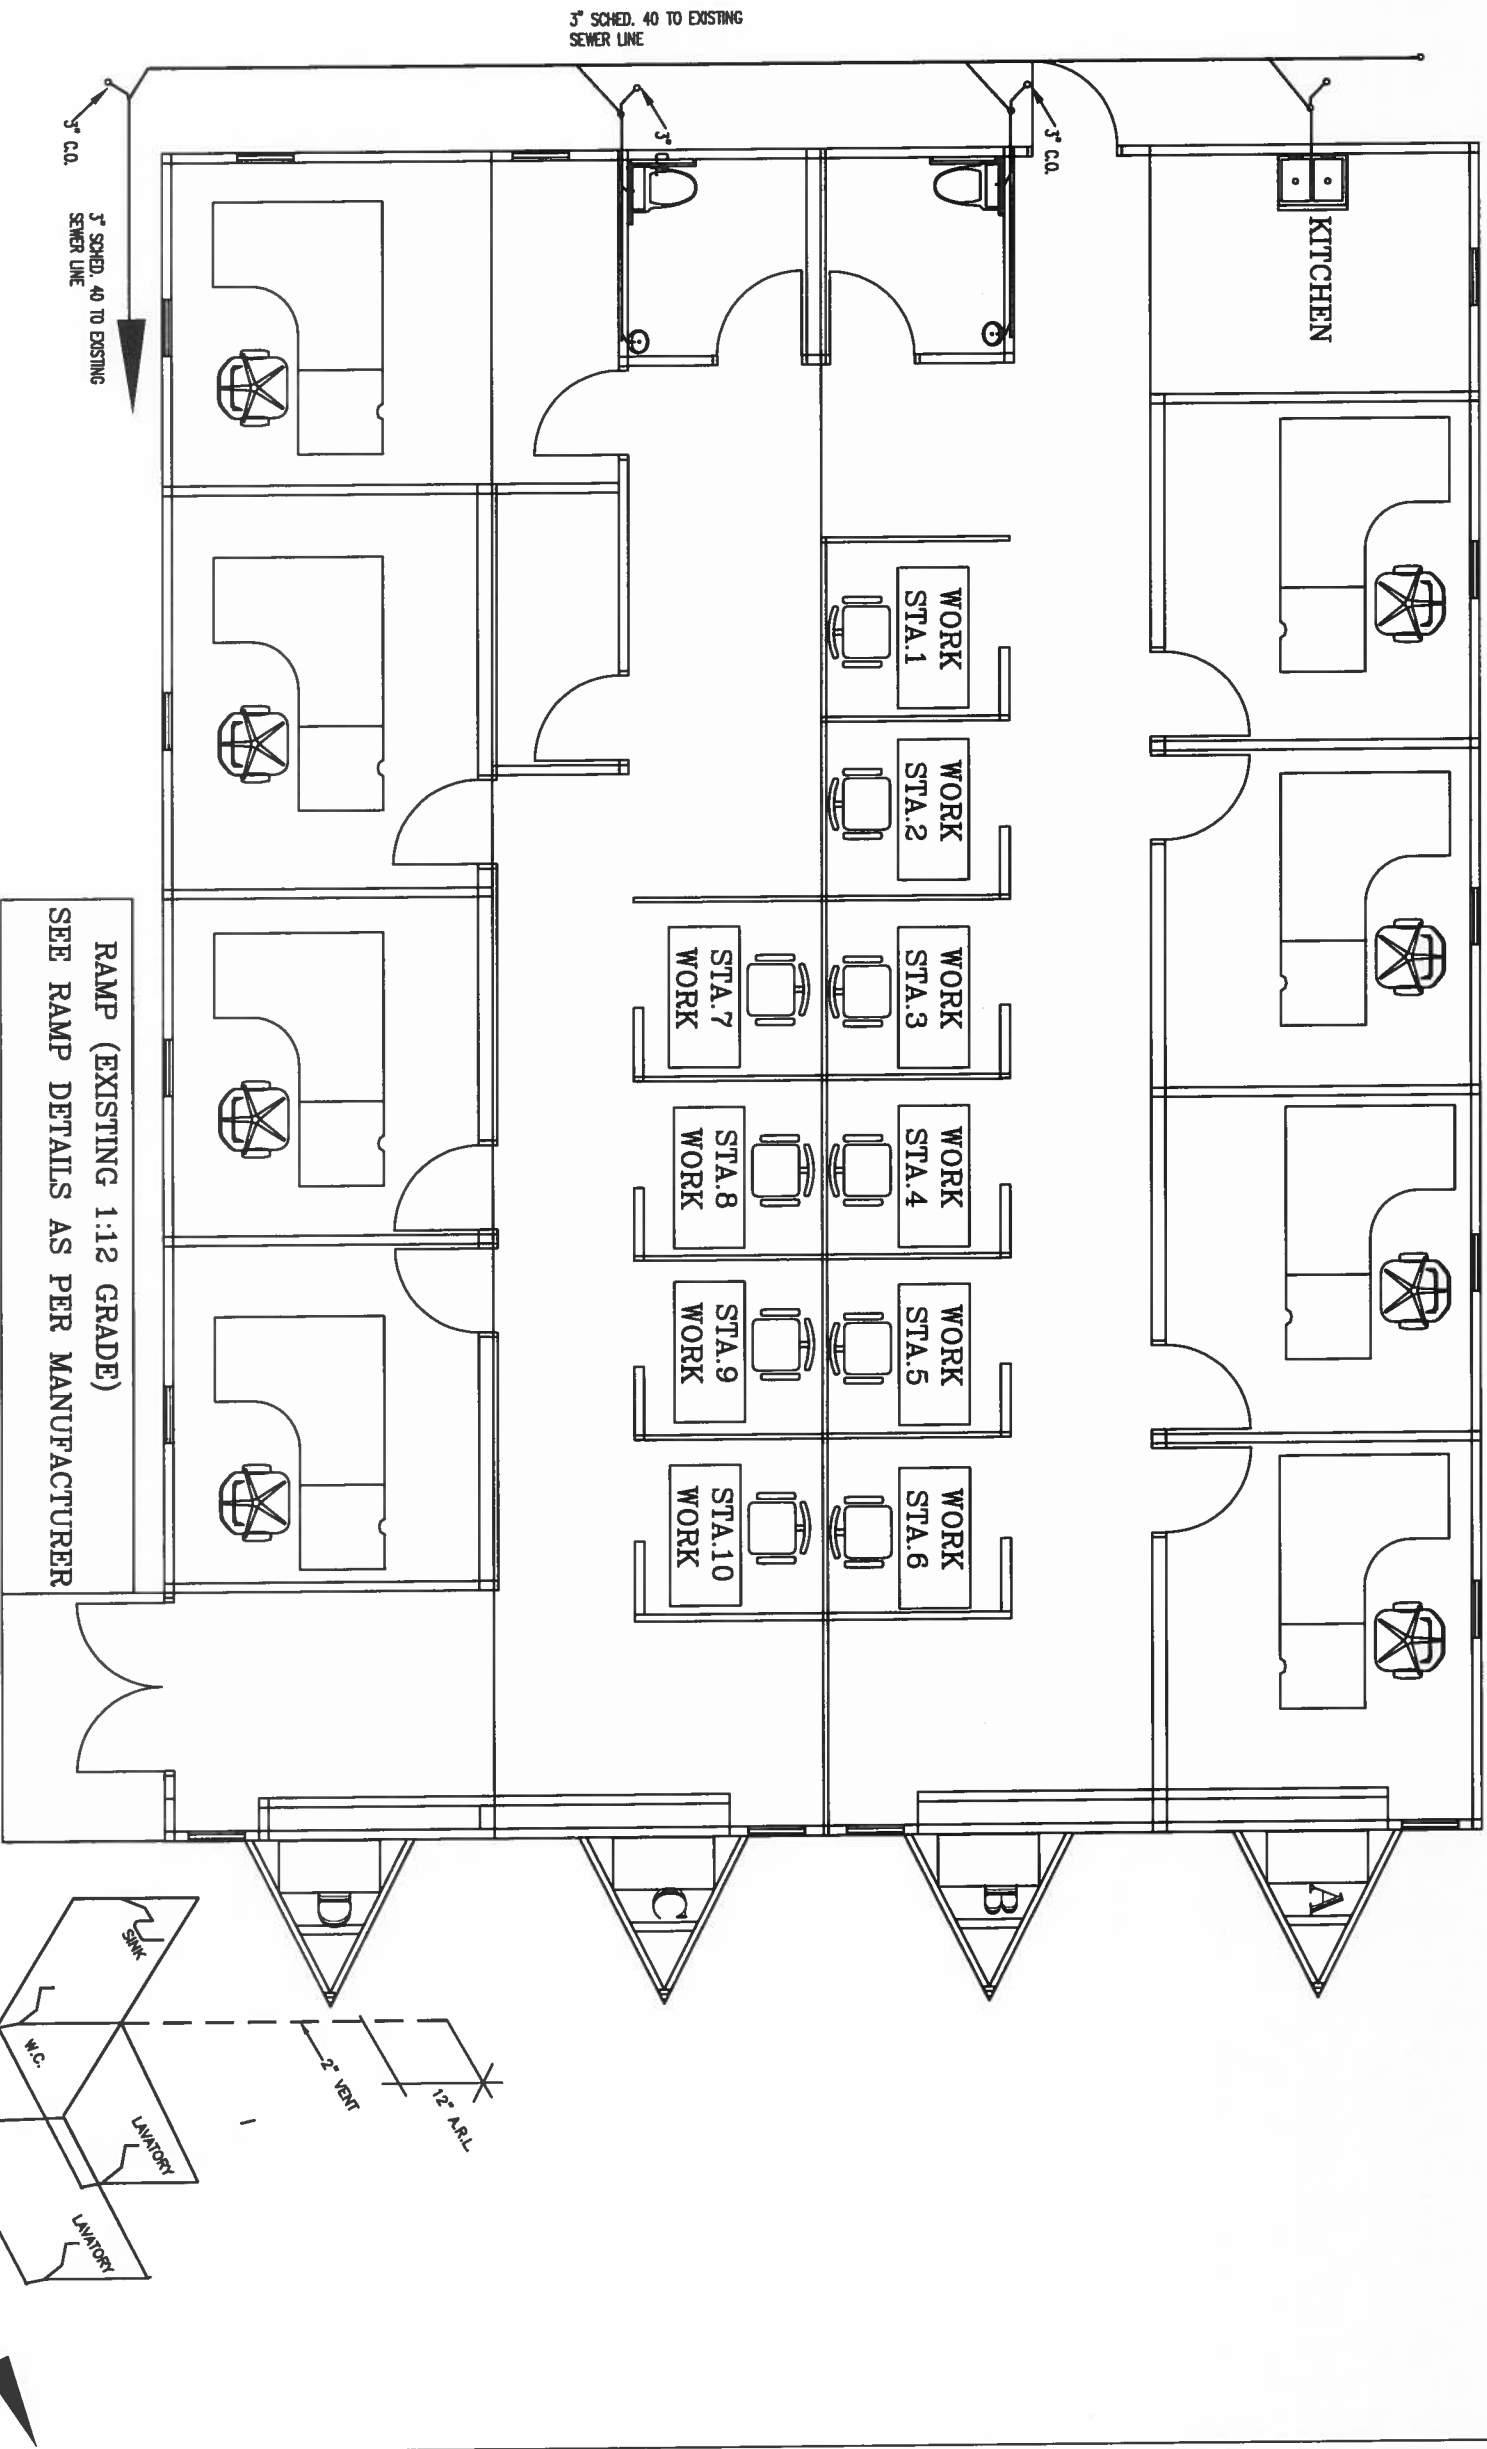 3" SCHED. 40 TO EXISTING
SEWER LINE
3" C.O.
3"
3" C.O.
3" SCHED. 40 TO EXISTING
SEWER LINE
KITCHEN
WORK
STA.1
WORK
STA.2
WORK
STA.3
WORK
STA.4
WORK
STA.5
WORK
STA.6
STA.7
WORK
STA.8
WORK
STA.9
WORK
STA.10
WORK
RAMP (EXISTING 1:12 GRADE)
SEE RAMP DETAILS AS PER MANUFACTURER
A
B
C
D
SINK
W.C.
LAVATORY
LAVATORY
2" VENT
12" A.R.L.